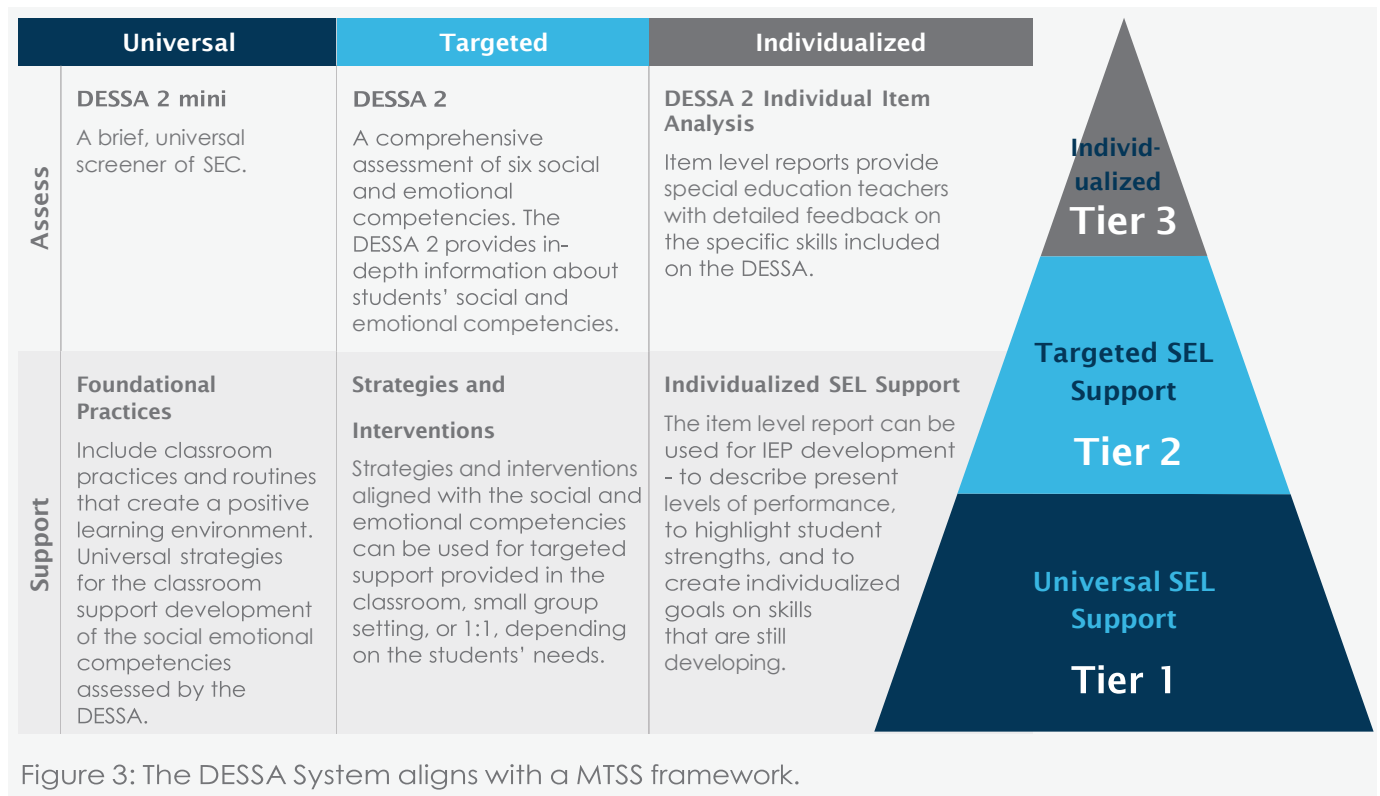 Universal
Targeted
Individualized
Assess
DESSA 2 mini
A brief, universal
screener of SEC.
DESSA 2
A comprehensive
assessment of six social
and emotional
competencies. The
DESSA 2 provides in-
depth information about
students’ social and
emotional competencies.
DESSA 2 Individual Item
Analysis
Item level reports provide
special education teachers
with detailed feedback on
the specific skills included
on the DESSA.
Support
Foundational
Practices
Include classroom
practices and routines
that create a positive
learning environment.
Universal strategies
for the classroom
support development
of the social emotional
competencies
assessed by the
DESSA.
Strategies and
Interventions
Strategies and interventions
aligned with the social and
emotional competencies
can be used for targeted
support provided in the
classroom, small group
setting, or 1:1, depending
on the students’ needs.
Individualized SEL Support
The item level report can be
used for IEP development
- to describe present
levels of performance,
to highlight student
strengths, and to
create individualized
goals on skills
that are still
developing.
Individ-
ualized
Tier 3
Targeted SEL
Support
Tier 2
Universal SEL
Support
Tier 1
Figure 3: The DESSA System aligns with a MTSS framework.